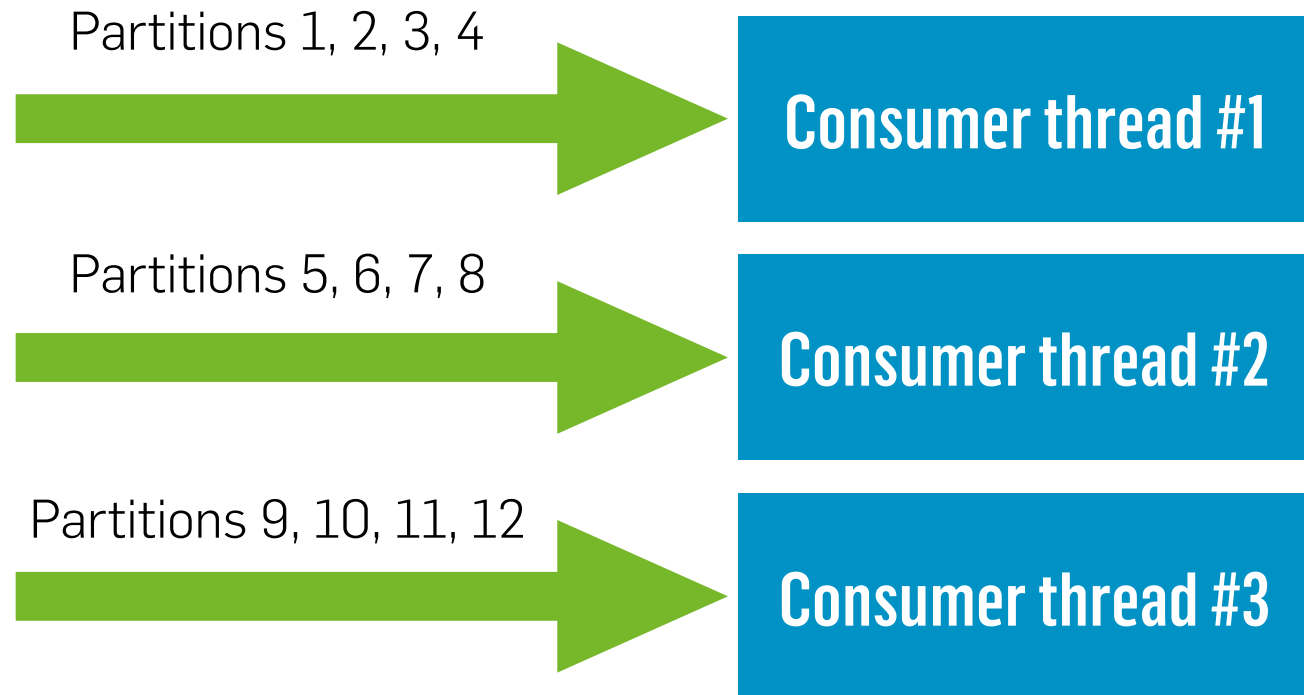 Partitions 1, 2, 3, 4
Consumer thread #1
Partitions 5, 6, 7, 8
Consumer thread #2
Partitions 9, 10, 11, 12
Consumer thread #3